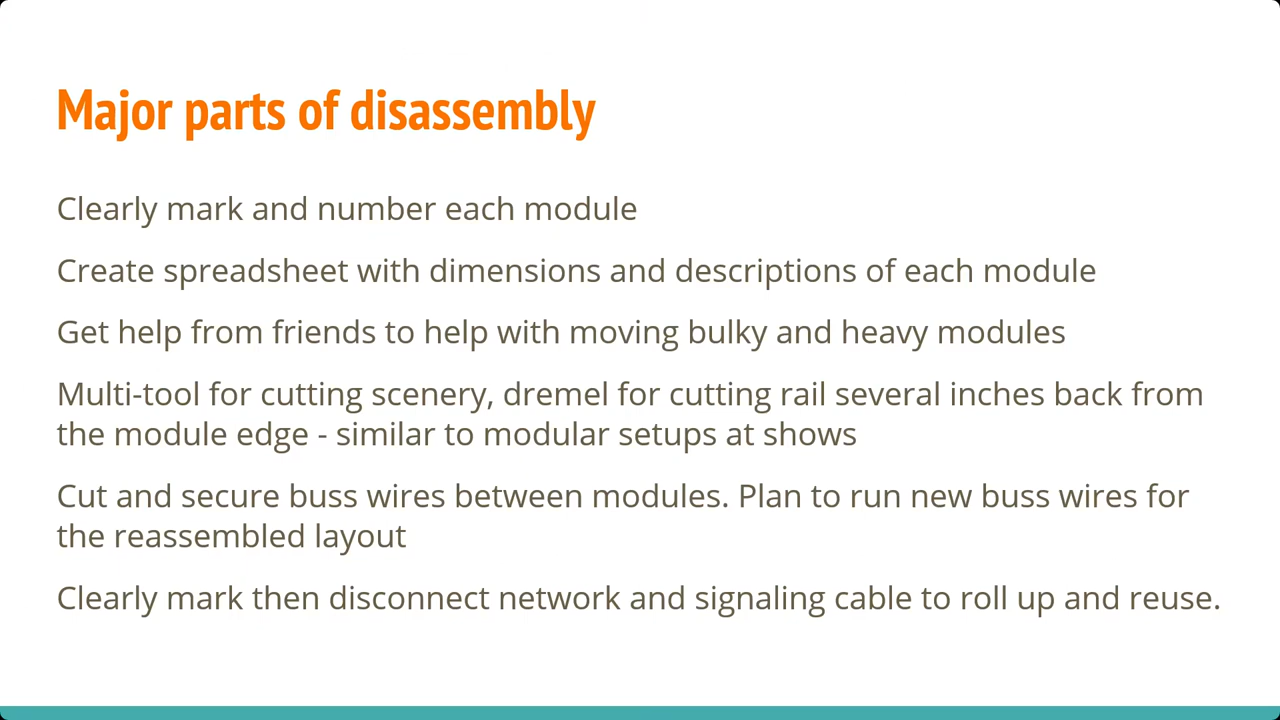 Major parts of disassembly
Clearly mark and number each module
Create spreadsheet with dimensions and descriptions of each module
Get help from friends to help with moving bulky and heavy modules
Multi-tool for cutting scenery, dremel for cutting rail several inches back from
the module edge - similar to modular setups at shows
Cut and secure buss wires between modules. Plan to run new buss wires for
the reassembled layout
Clearly mark then disconnect network and signaling cable to roll up and reuse.